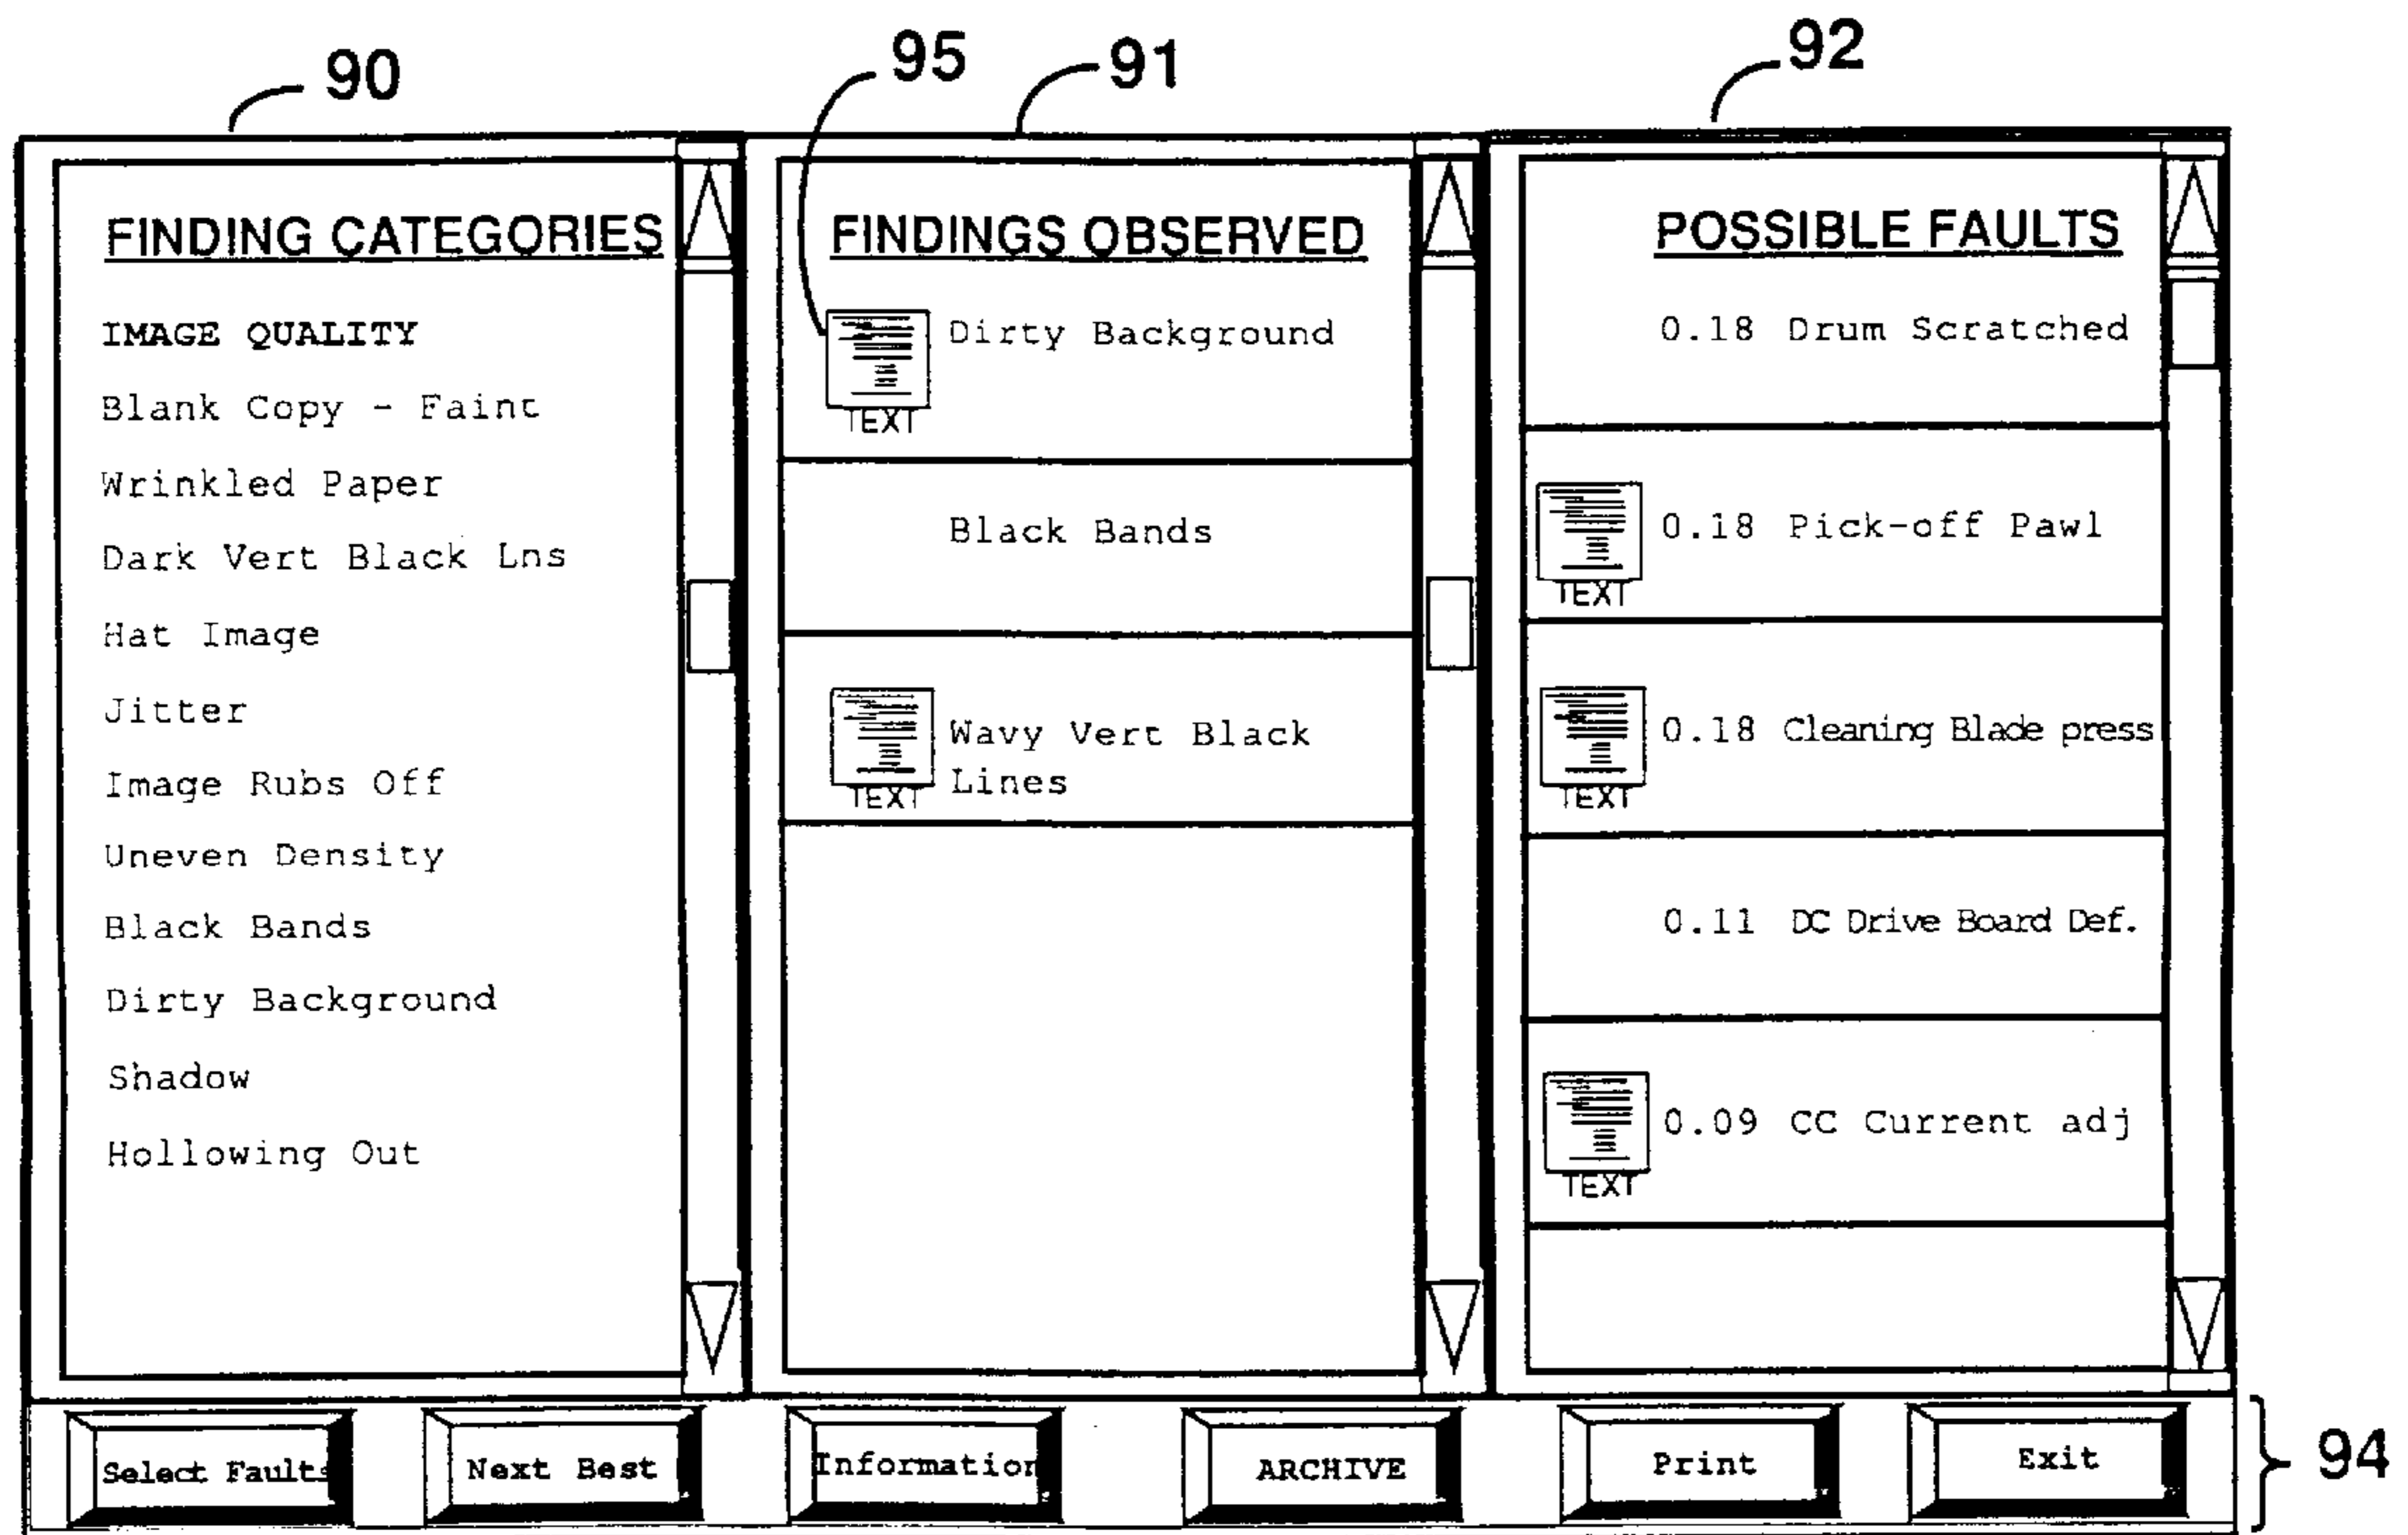 90
95
91
92
FINDING CATEGORIES
IMAGE QUALITY
Blank Copy - Faint
Wrinkled Paper
Dark Vert Black Lns
Hat Image
Jitter
Image Rubs Off
Uneven Density
Black Bands
Dirty Background
Shadow
Hollowing Out
FINDINGS OBSERVED
Dirty Background
TEXT
Black Bands
Wavy Vert Black
Lines
TEXT
POSSIBLE FAULTS
0.18 Drum Scratched
0.18 Pick-off Pawl
TEXT
0.18 Cleaning Blade press
TEXT
0.11 DC Drive Board Def.
0.09 CC Current adj
TEXT
Select Faults
Next Best
Information
ARCHIVE
Print
Exit
94